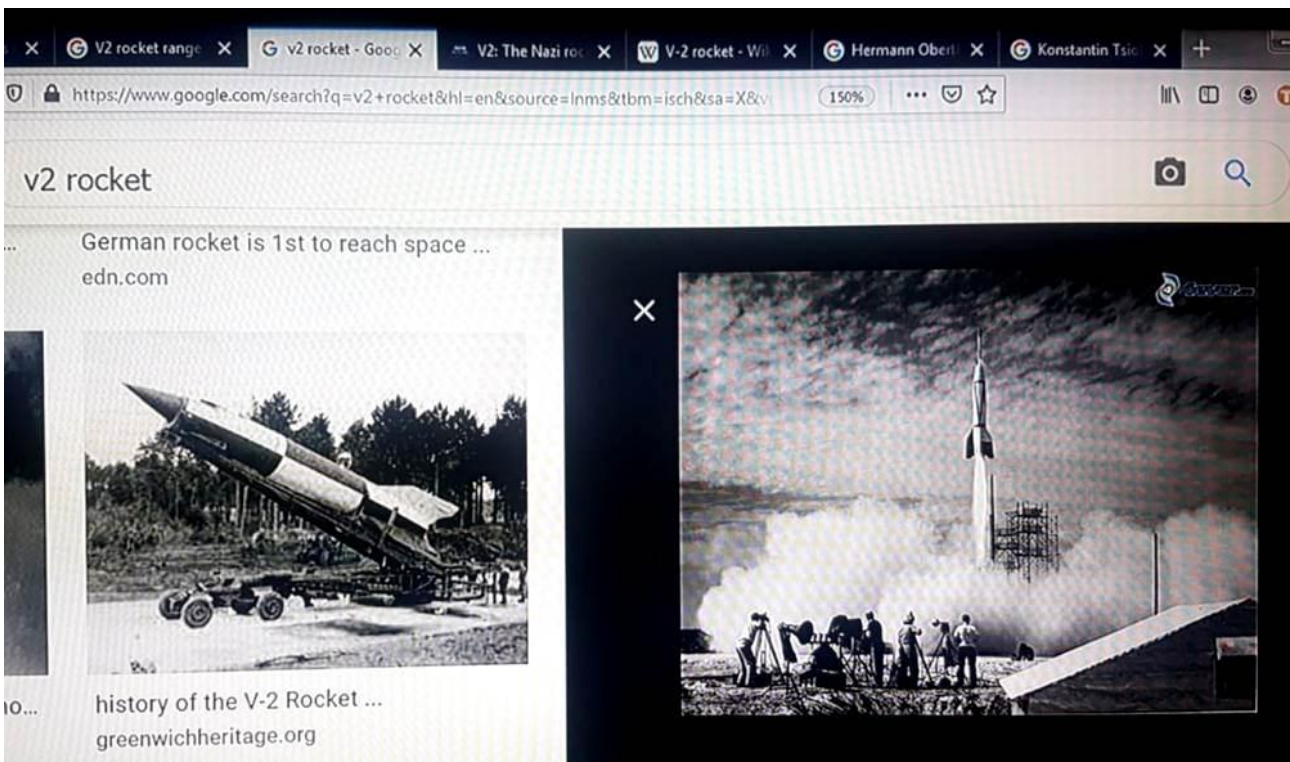 V2 rocket range
v2 rocket - Goog
V2: The Nazi roc
V-2 rocket - Wi
Hermann Obert
Konstantin Tsio
https://www.google.com/search?q=v2+rocket&hl=en&source=lnms&tbm=isch&sa=X&v
150%
v2 rocket
German rocket is 1st to reach space ...
edn.com
history of the V-2 Rocket ...
greenwichheritage.org